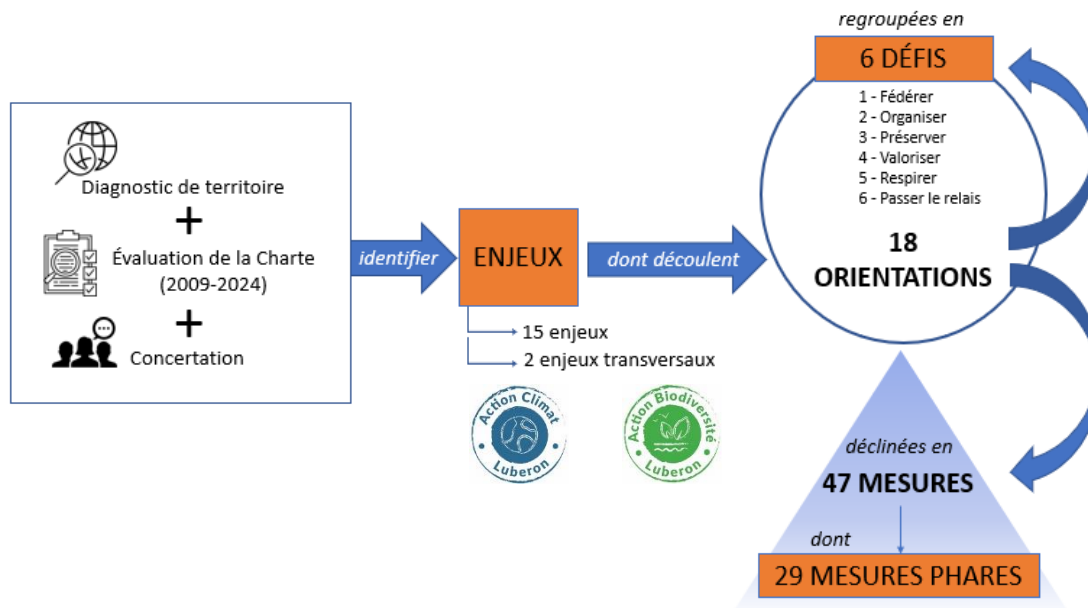 Diagnostic de territoire
+
Évaluation de la Charte
(2009-2024)
+
Concertation
identifier
ENJEUX
15 enjeux
2 enjeux transversaux
Action Climat
• Luberon •
Action Biodiversité
• Luberon •
dont découlent
regroupées en
6 DÉFIS
1 - Fédérer
2 - Organiser
3 - Préserver
4 - Valoriser
5 - Respirer
6 - Passer le relais
18
ORIENTATIONS
déclinées en
47 MESURES
dont
29 MESURES PHARES